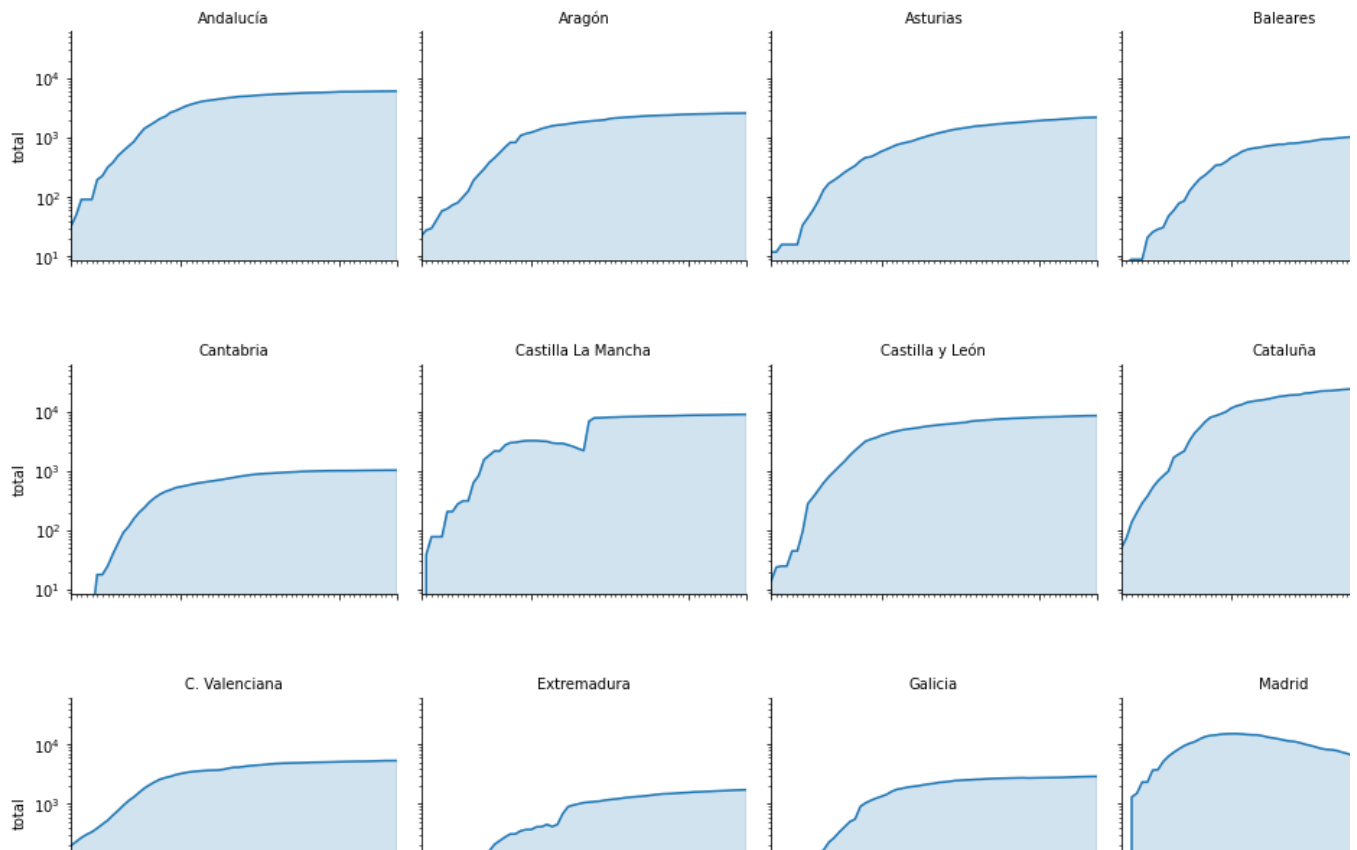 Andalucía Aragón Asturias Baleares
10⁴
10³
10²
10¹
total
Cantabria Castilla La Mancha Castilla y León Cataluña
10⁴
10³
10²
10¹
total
C. Valenciana Extremadura Galicia Madrid
10⁴
10³
total